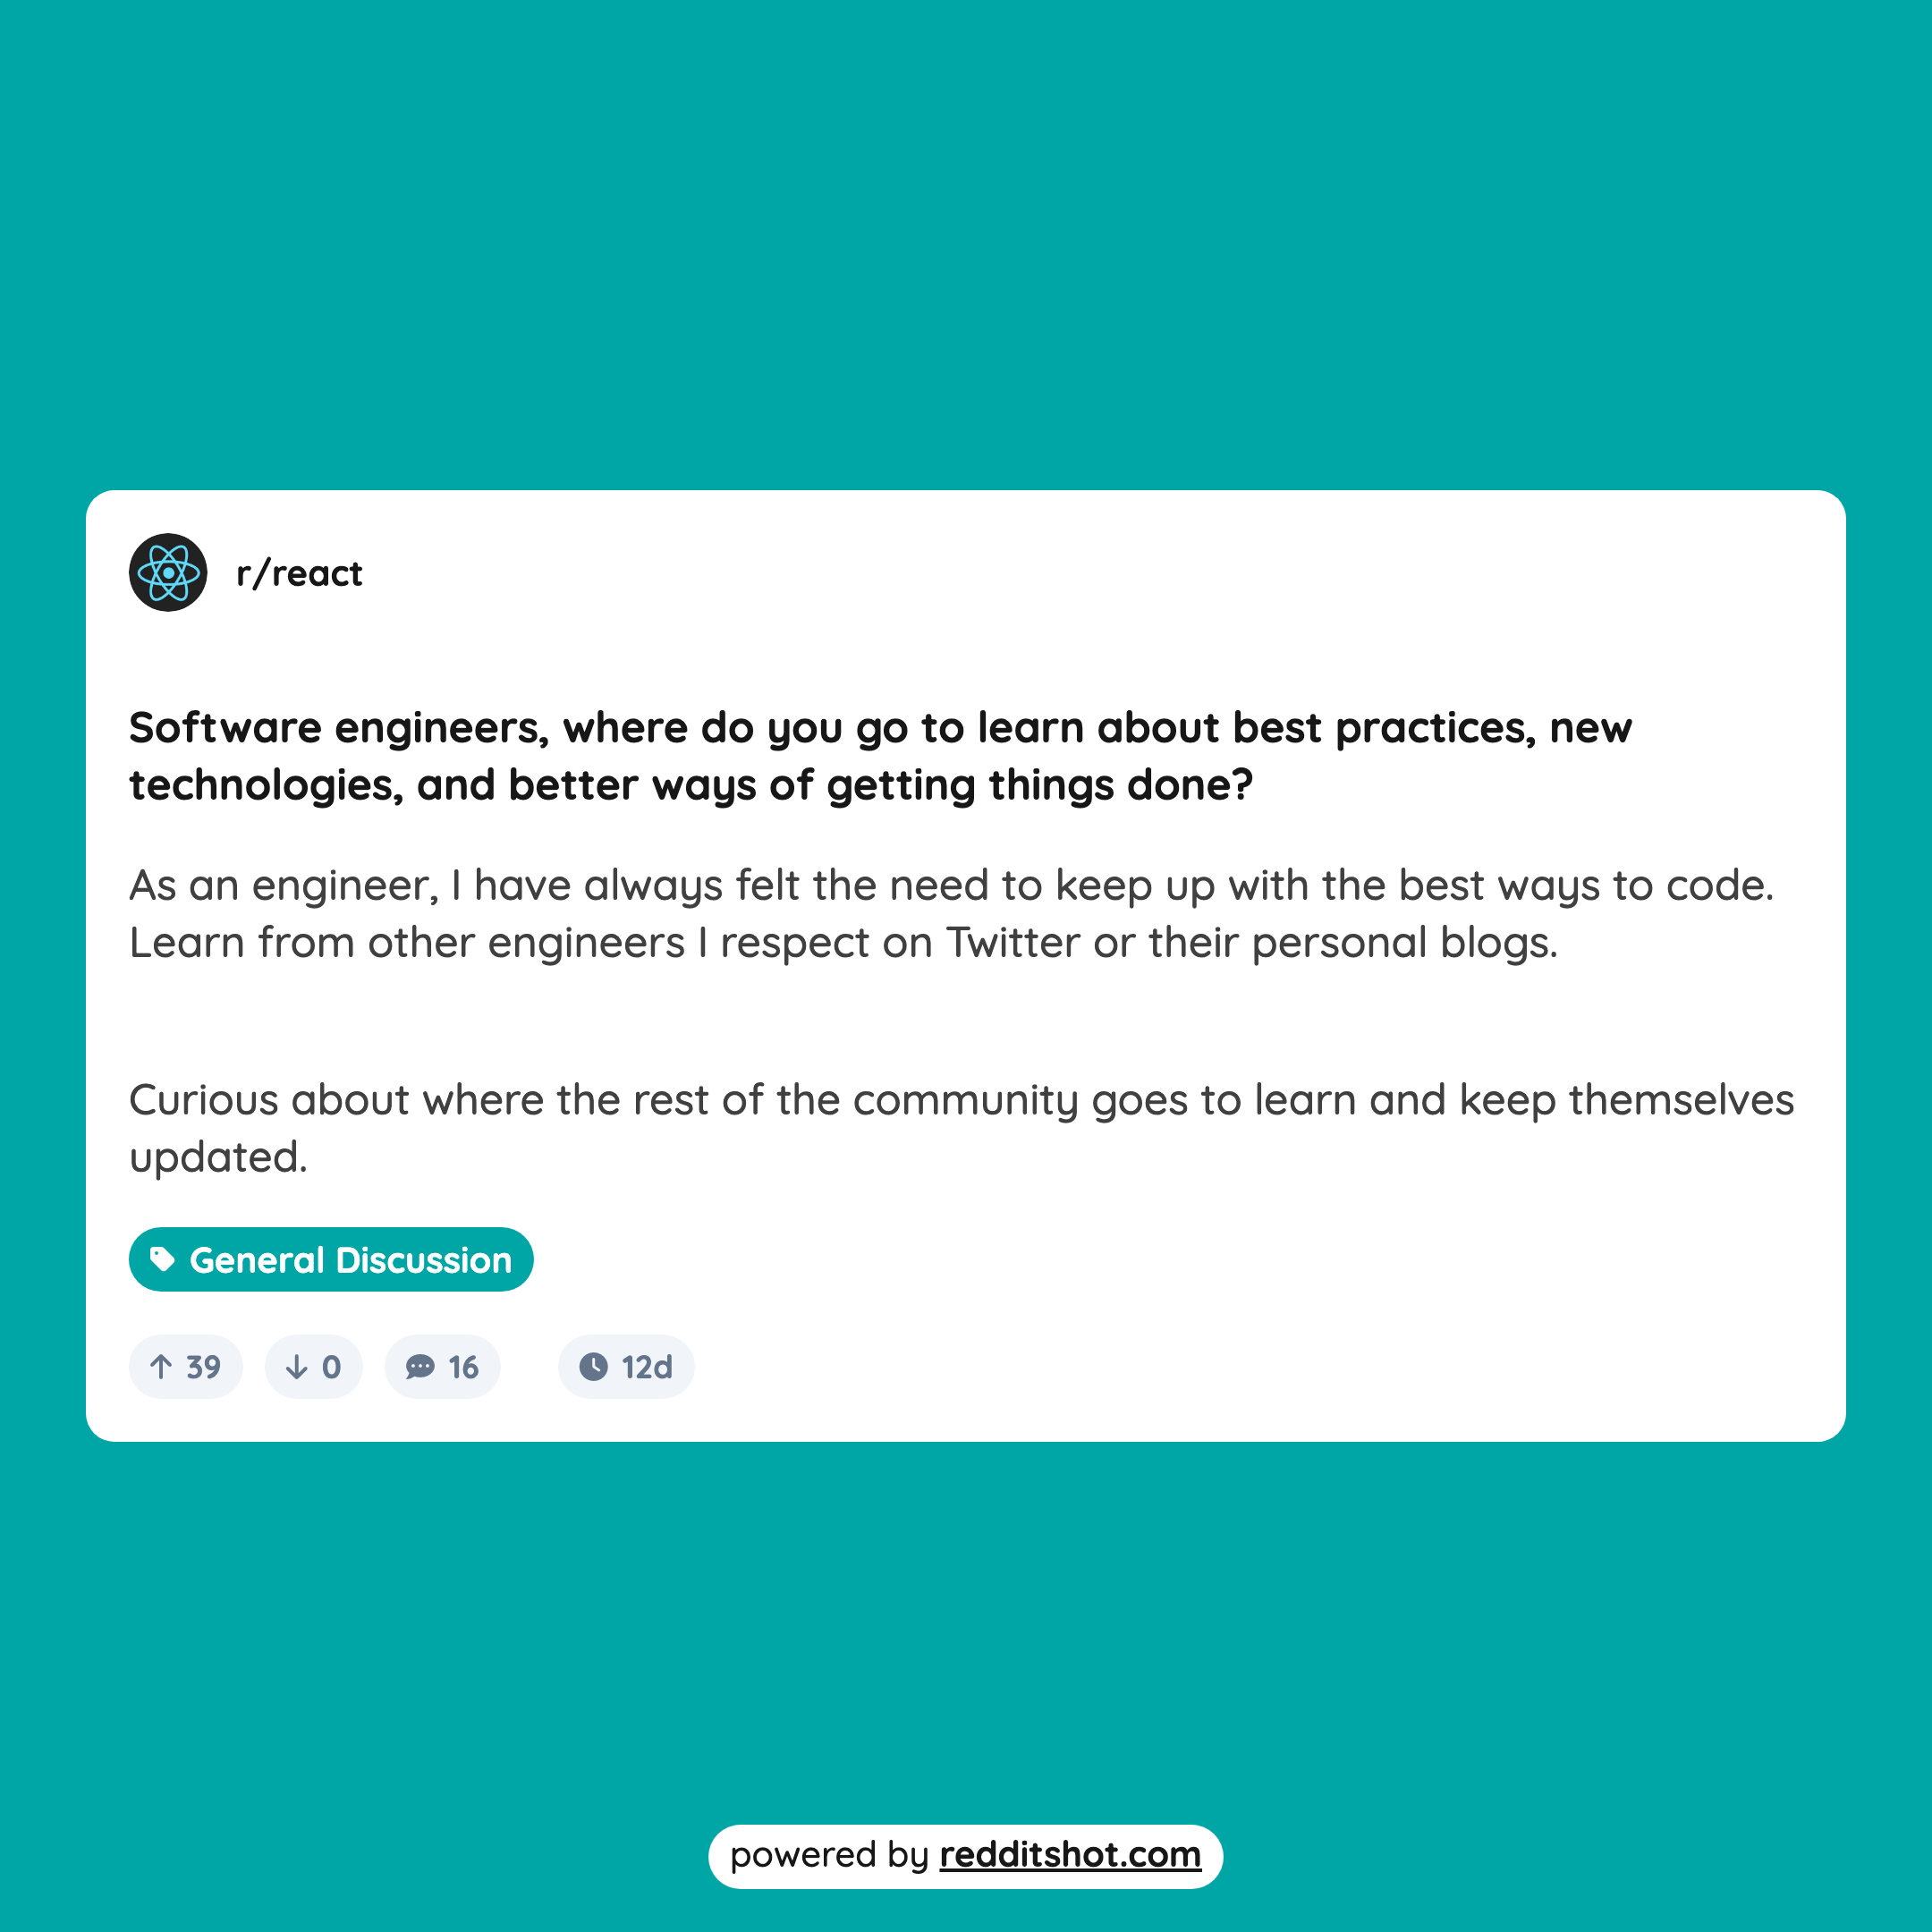 r/react
Software engineers, where do you go to learn about best practices, new
technologies, and better ways of getting things done?
As an engineer, I have always felt the need to keep up with the best ways to code.
Learn from other engineers I respect on Twitter or their personal blogs.
Curious about where the rest of the community goes to learn and keep themselves
updated.
General Discussion
39 0 16 12d
powered by redditshot.com